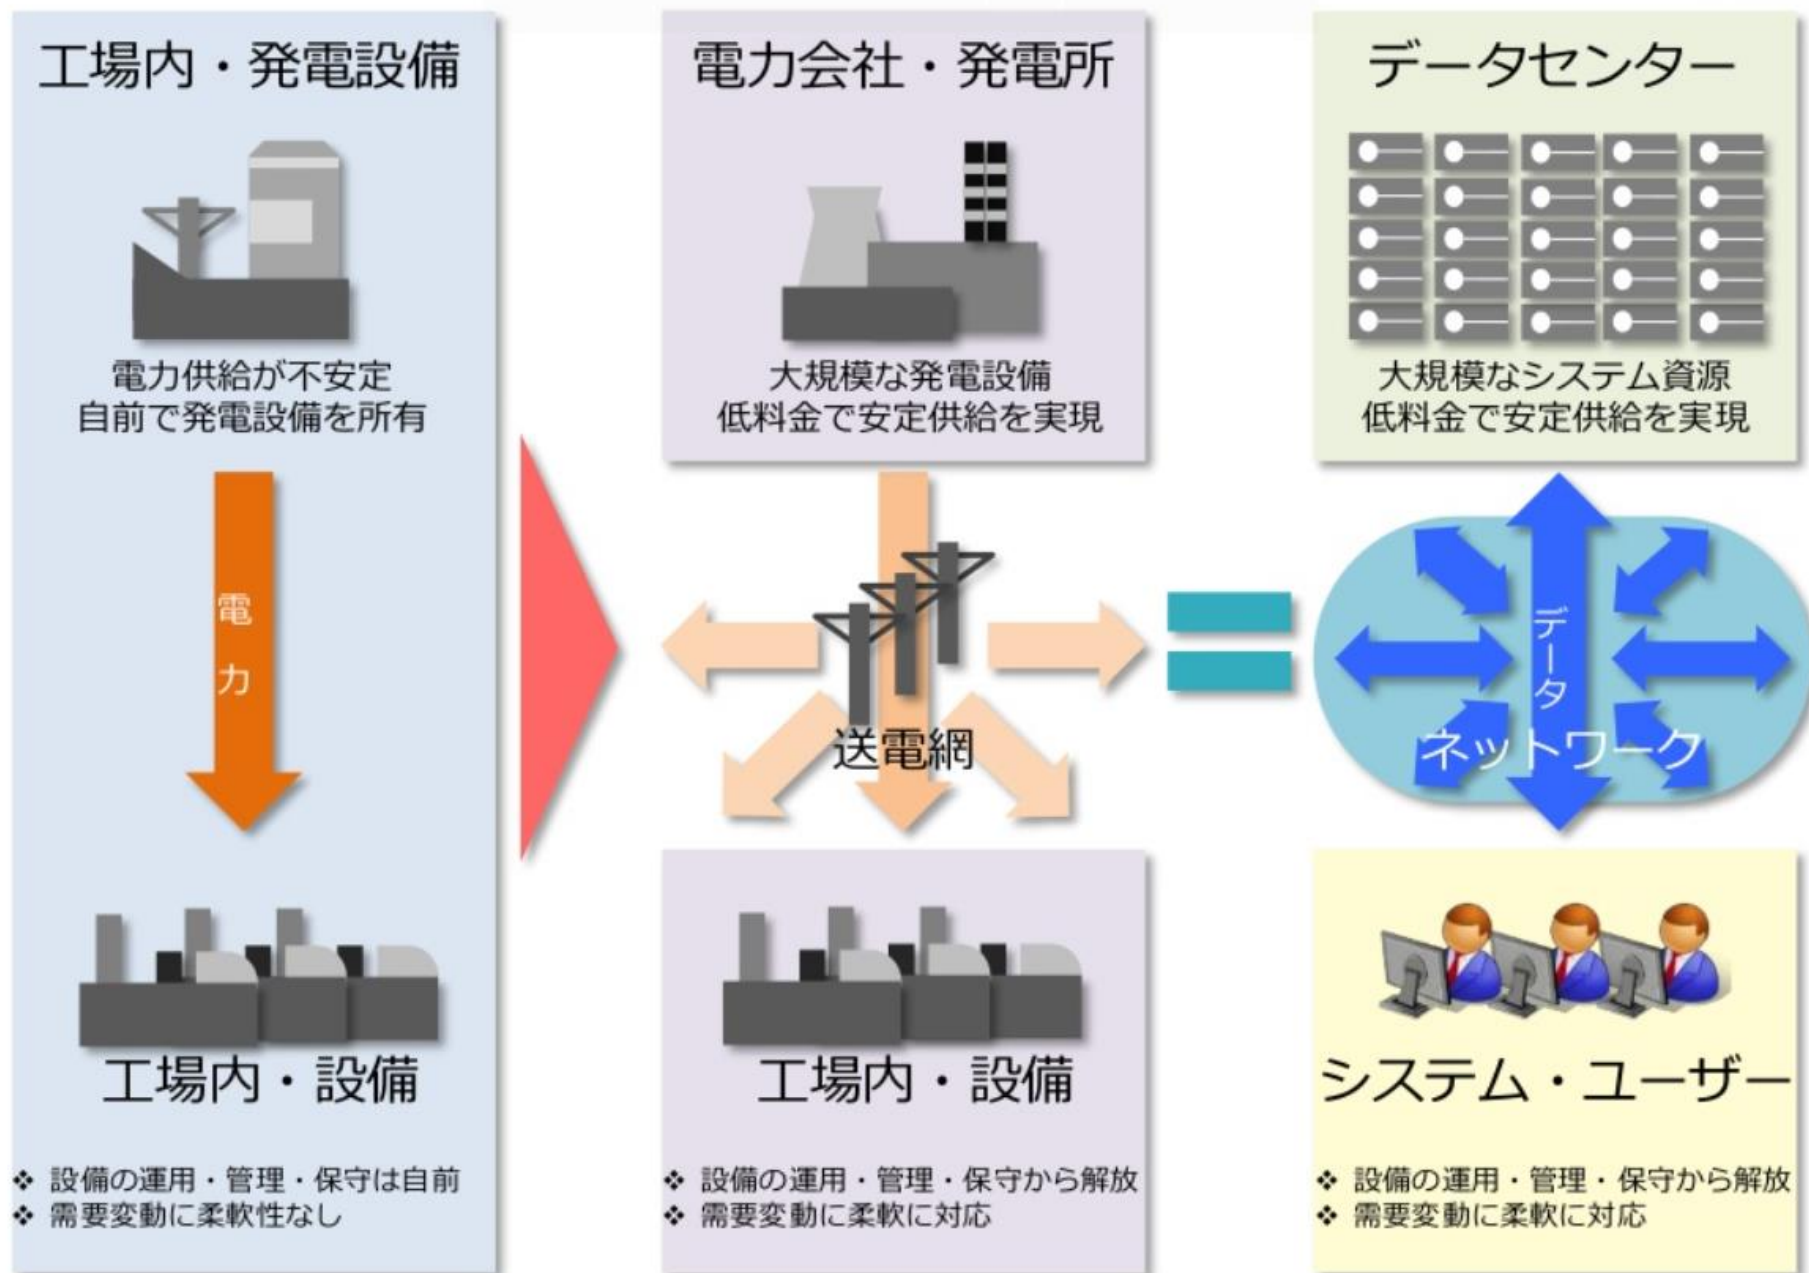 工場内・発電設備
電力供給が不安定
自前で発電設備を所有
電力
工場内・設備
❖ 設備の運用・管理・保守は自前
❖ 需要変動に柔軟性なし
電力会社・発電所
大規模な発電設備
低料金で安定供給を実現
送電網
工場内・設備
❖ 設備の運用・管理・保守から解放
❖ 需要変動に柔軟に対応
データセンター
大規模なシステム資源
低料金で安定供給を実現
データ
ネットワーク
システム・ユーザー
❖ 設備の運用・管理・保守から解放
❖ 需要変動に柔軟に対応